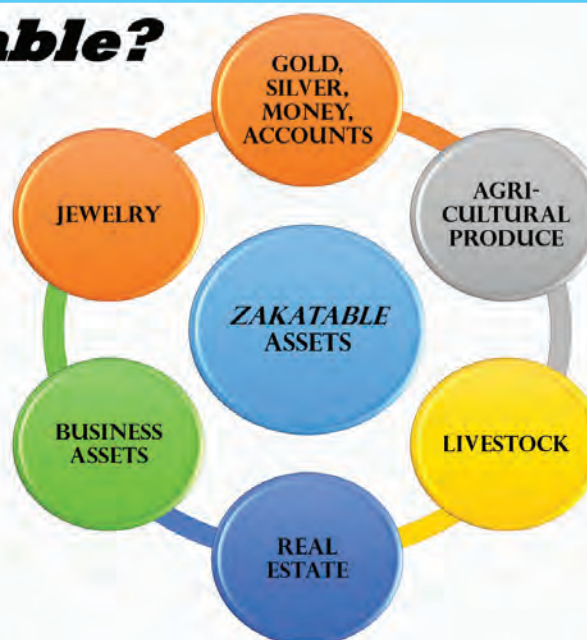 able?
GOLD,
SILVER,
MONEY,
ACCOUNTS
AGRI-
CULTURAL
PRODUCE
LIVESTOCK
REAL
ESTATE
BUSINESS
ASSETS
JEWELRY
ZAKATABLE
ASSETS